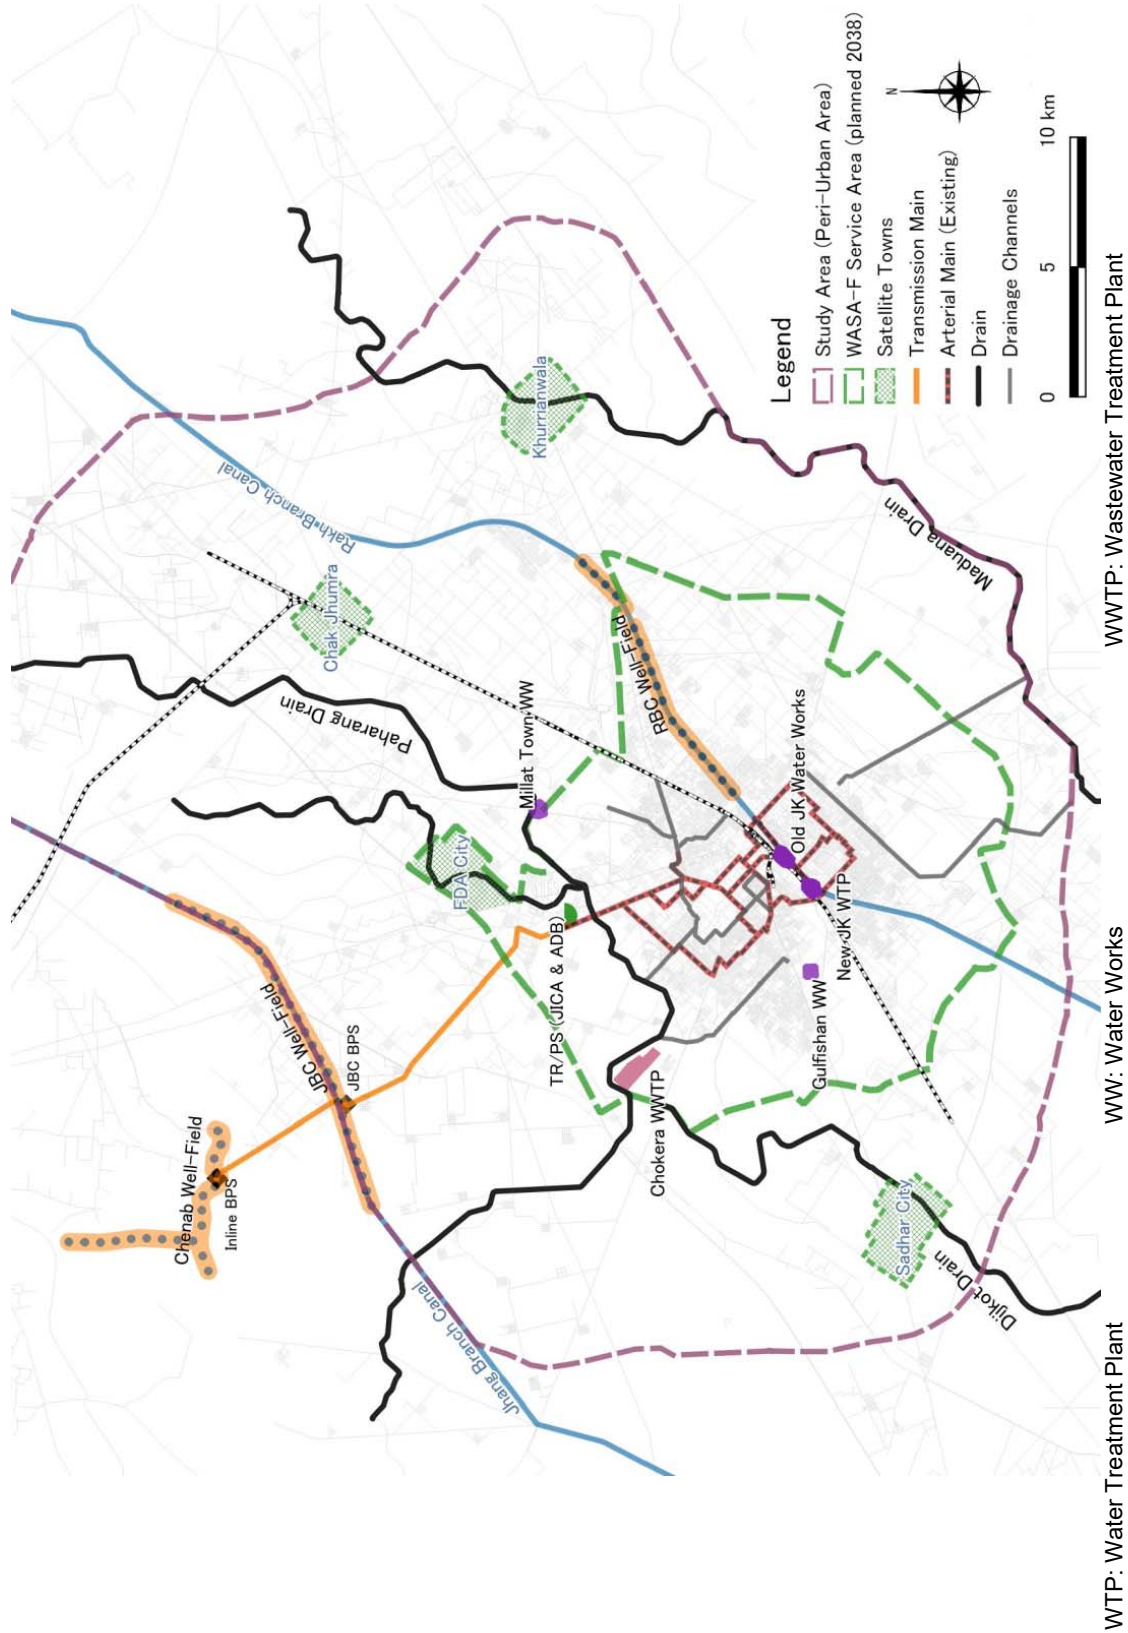 Chenab Well-Field
Inline BPS
JBC Well-Field
JBC BPS
Jhang Branch Canal
Paharang Drain
Chak Jhumra
Rakh Branch Canal
Khurrianwala
FDA City
Millat Town WW
TR/PS (JICA & ADB)
RBC Well-Field
Chokera WWTP
Old JK Water Works
New JK WTP
Gulfishan WW
Sadhar City
Dijkot Drain
Maduana Drain
Legend
Study Area (Peri-Urban Area)
WASA-F Service Area (planned 2038)
Satellite Towns
Transmission Main
Arterial Main (Existing)
Drain
Drainage Channels
N
0 5 10 km
WTP: Water Treatment Plant
WW: Water Works
WWTP: Wastewater Treatment Plant